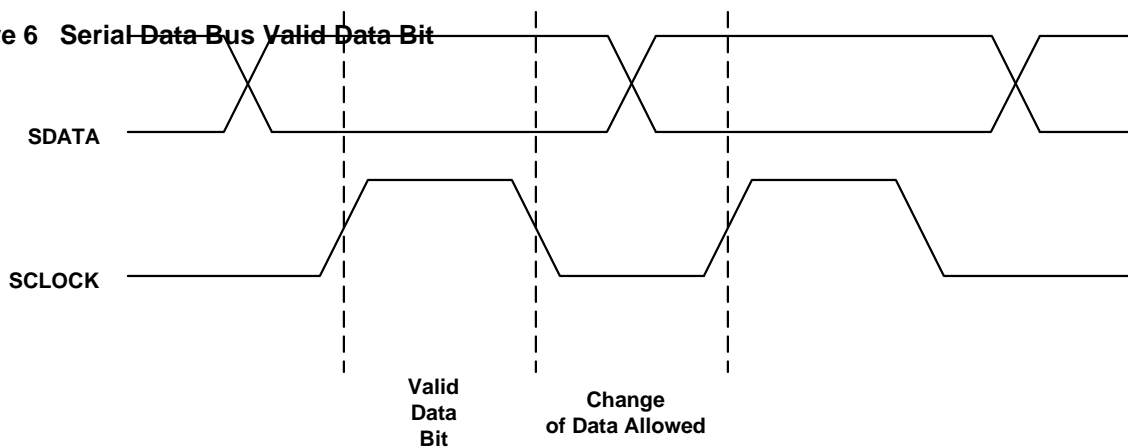 e 6 Serial Data Bus Valid Data Bit
SDATA
SCLOCK
Valid
Data
Bit
Change
of Data Allowed